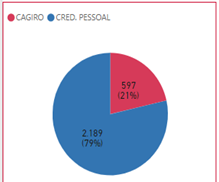 CAGIRO CRED. PESSOAL
597
(21%)
2.189
(79%)